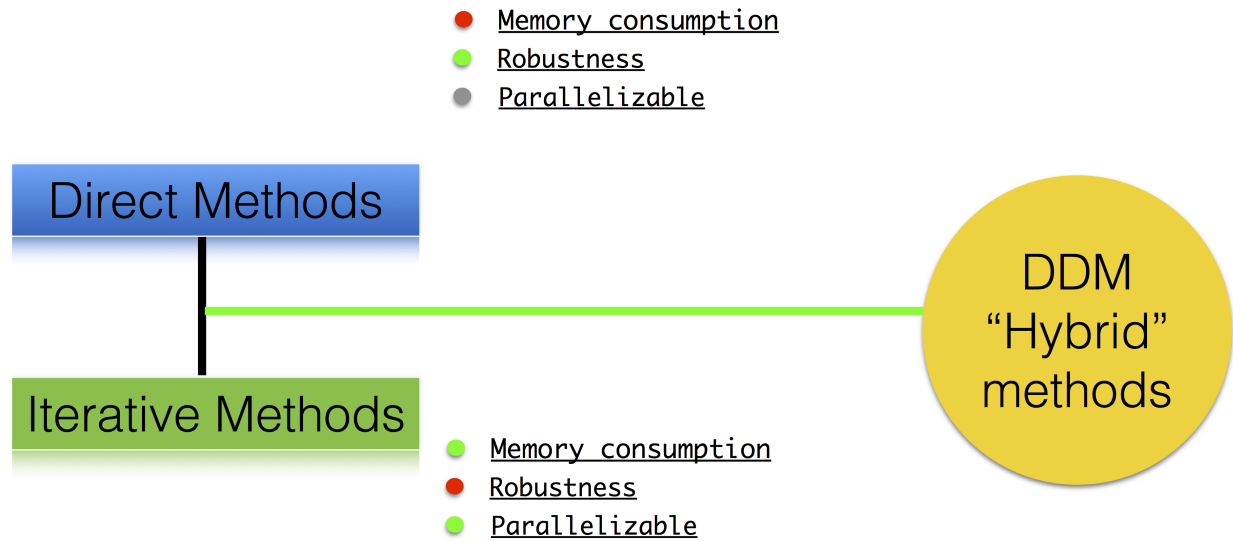 Memory consumption
Robustness
Parallelizable
Direct Methods
DDM
“Hybrid”
methods
Iterative Methods
Memory consumption
Robustness
Parallelizable